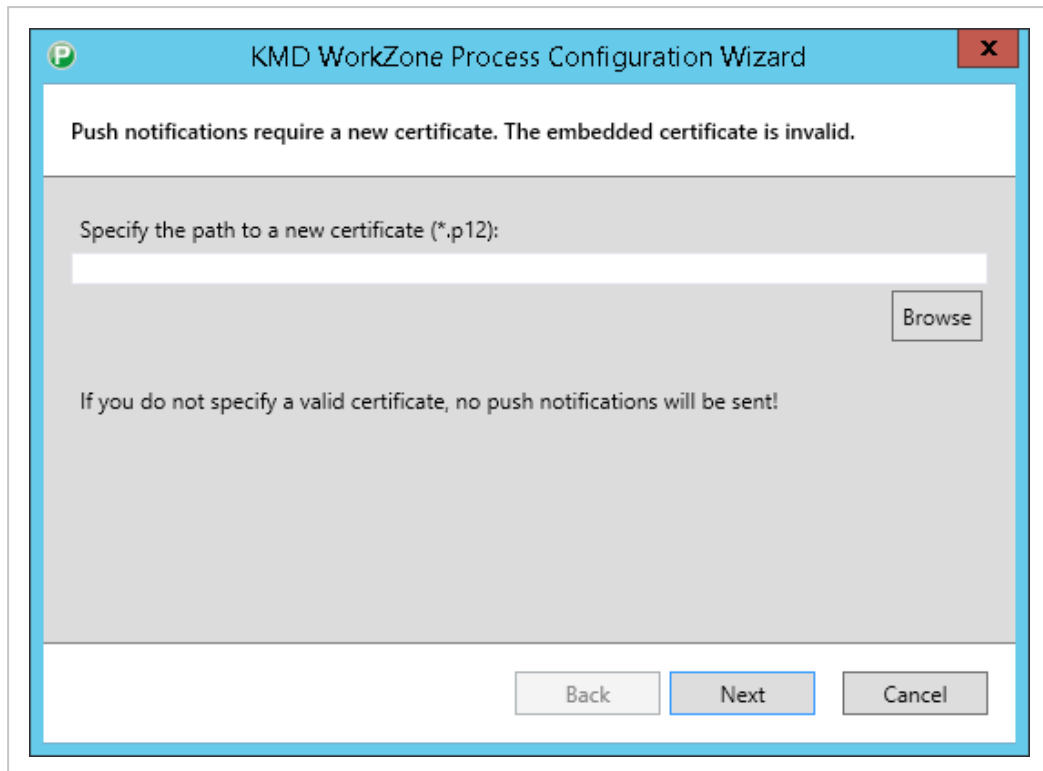 P
KMD WorkZone Process Configuration Wizard
x
Push notifications require a new certificate. The embedded certificate is invalid.
Specify the path to a new certificate (*.p12):
Browse
If you do not specify a valid certificate, no push notifications will be sent!
Back
Next
Cancel